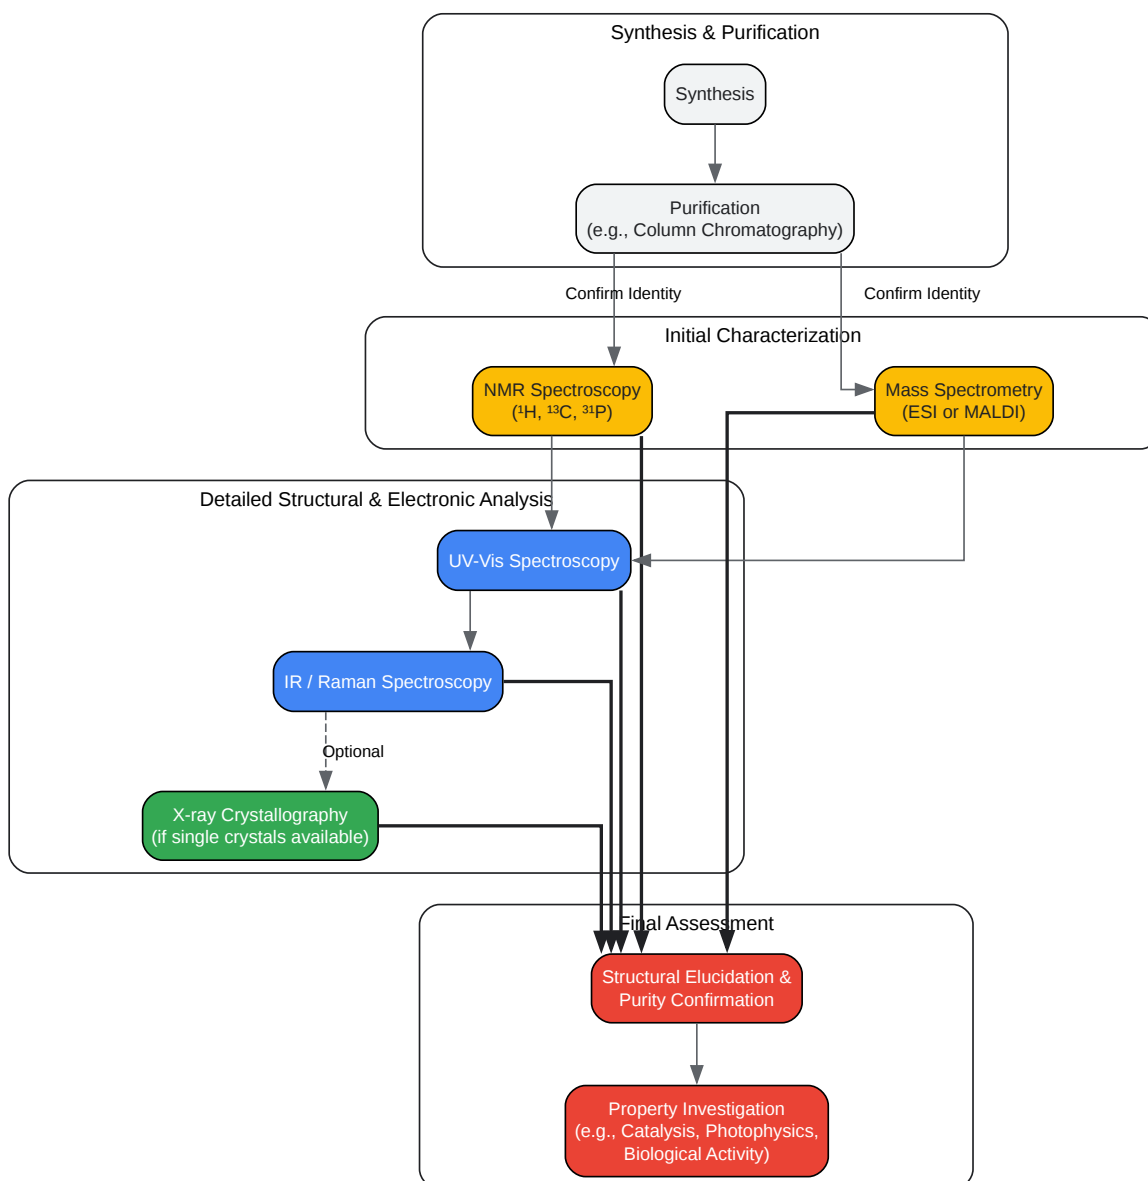 Synthesis & Purification
Synthesis
Purification
(e.g., Column Chromatography)
Confirm Identity
Confirm Identity
Initial Characterization
NMR Spectroscopy
(¹H, ¹³C, ³¹P)
Mass Spectrometry
(ESI or MALDI)
Detailed Structural & Electronic Analysis
UV-Vis Spectroscopy
IR / Raman Spectroscopy
Optional
X-ray Crystallography
(if single crystals available)
Final Assessment
Structural Elucidation &
Purity Confirmation
Property Investigation
(e.g., Catalysis, Photophysics,
Biological Activity)